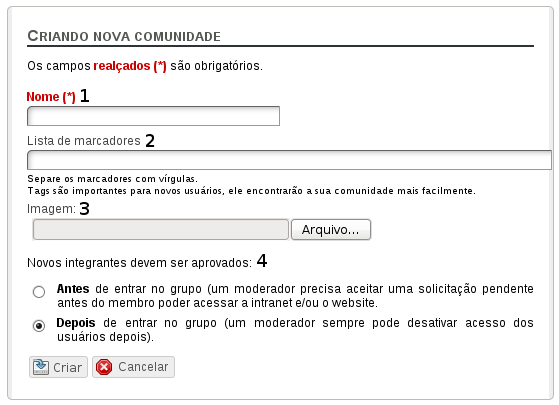 CRIANDO NOVA COMUNIDADE
Os campos realçados (*) são obrigatórios.
Nome (*) 1
Lista de marcadores 2
Separe os marcadores com vírgulas.
Tags são importantes para novos usuários, ele encontrarão a sua comunidade mais facilmente.
Imagem: 3
Arquivo...
Novos integrantes devem ser aprovados: 4
Antes de entrar no grupo (um moderador precisa aceitar uma solicitação pendente
antes do membro poder acessar a intranet e/ou o website.
Depois de entrar no grupo (um moderador sempre pode desativar acesso dos
usuários depois).
Criar Cancelar